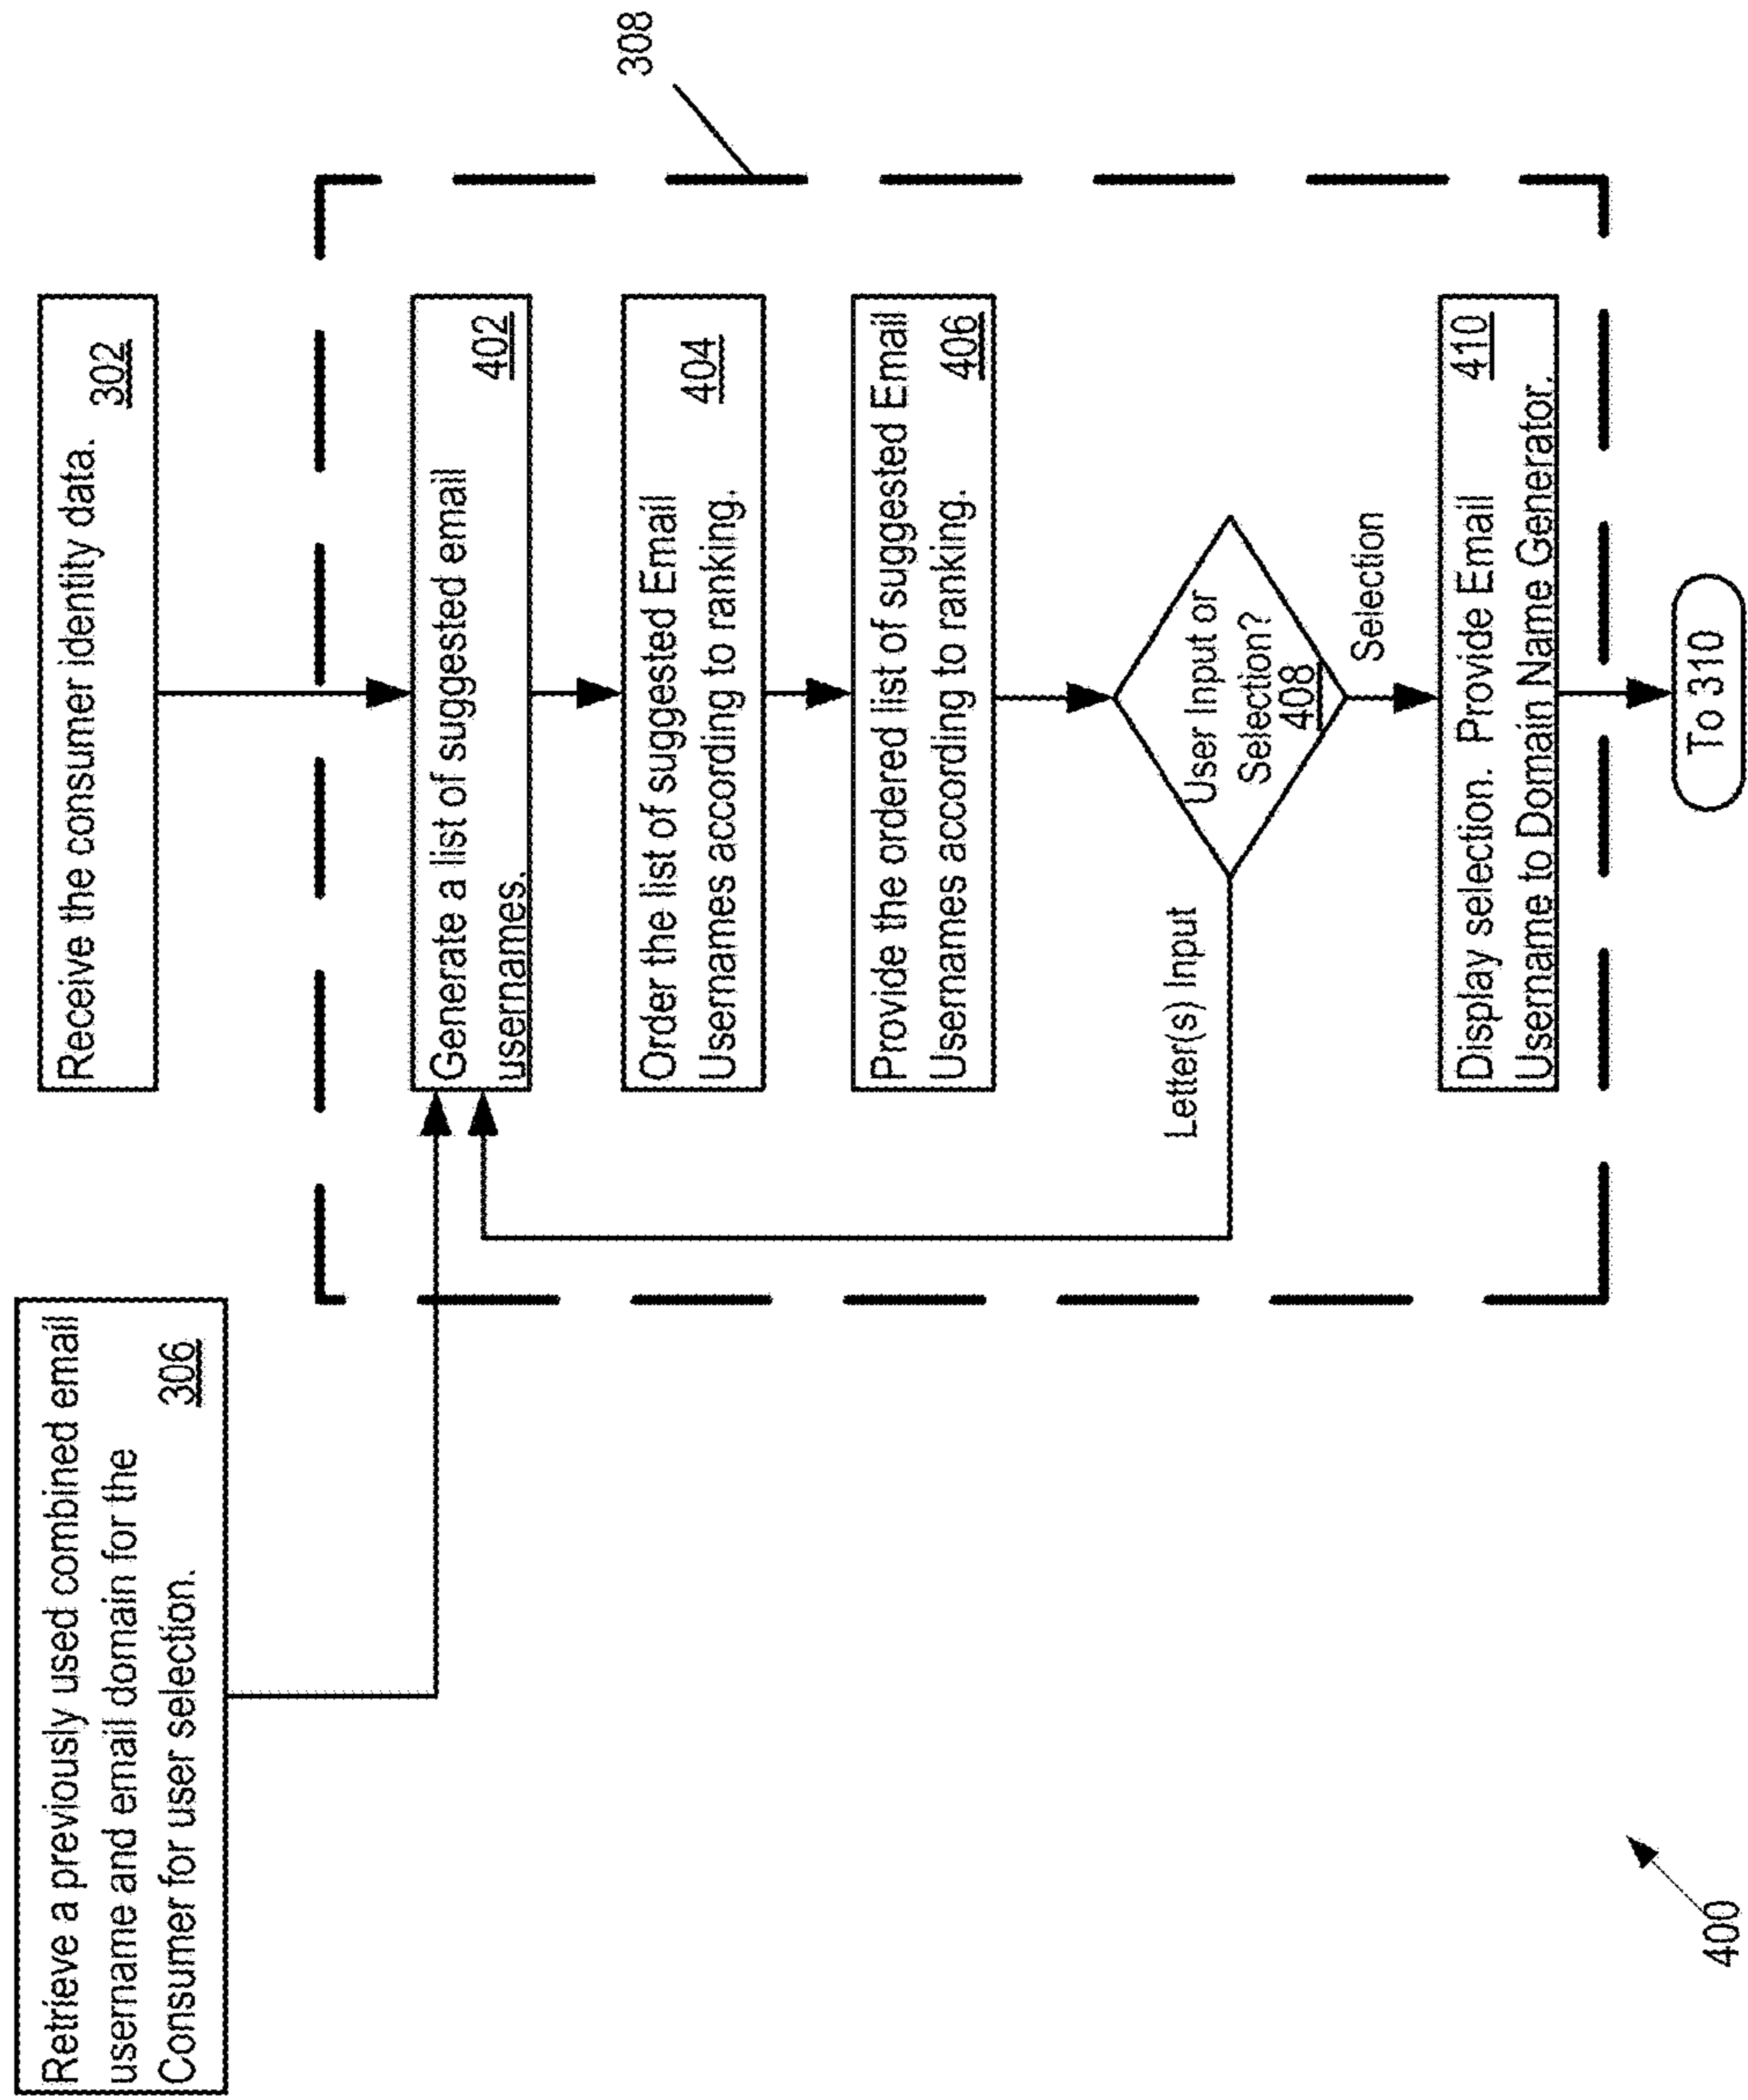 Retrieve a previously used combined email
username and email domain for the
Consumer for user selection.
306
Receive the consumer identity data.
302
308
Generate a list of suggested email
usernames.
402
Order the list of suggested Email
Usernames according to ranking.
404
Provide the ordered list of suggested Email
Usernames according to ranking.
406
User Input or
Selection?
408
Letter(s) Input
Selection
Display selection. Provide Email
Username to Domain Name Generator.
410
To 310
400